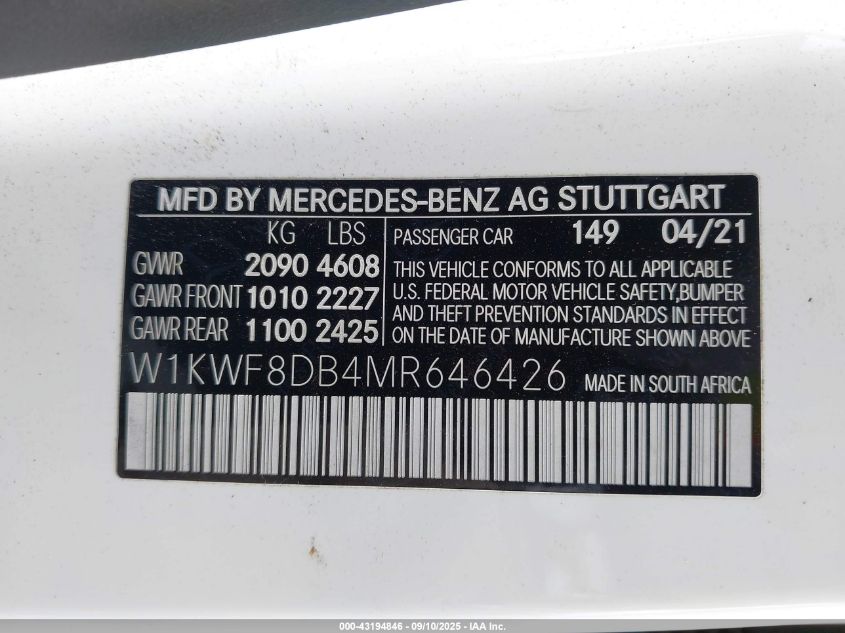 MFD BY MERCEDES-BENZ AG STUTTGART
KG LBS
GVWR 2090 4608
GAWR FRONT 1010 2227
GAWR REAR 1100 2425
PASSENGER CAR 149 04/21
THIS VEHICLE CONFORMS TO ALL APPLICABLE
U.S. FEDERAL MOTOR VEHICLE SAFETY,BUMPER
AND THEFT PREVENTION STANDARDS IN EFFECT
ON THE DATE OF MANUFACTURE SHOWN ABOVE
W1KWF8DB4MR646426 MADE IN SOUTH AFRICA
000-43194846 - 09/10/2025 - IAA Inc.